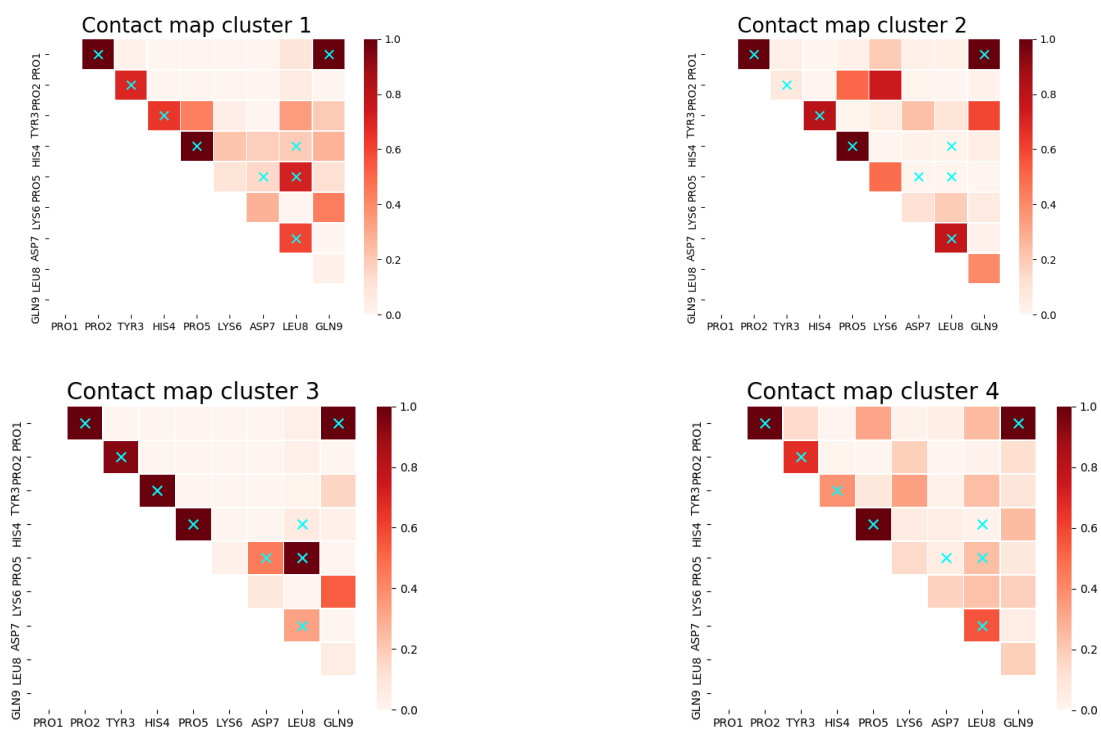 Contact map cluster 1
PRO1
PRO2
TYR3
HIS4
PRO5
LYS6
ASP7
LEU8
GLN9
PRO1 PRO2 TYR3 HIS4 PRO5 LYS6 ASP7 LEU8 GLN9
1.0
0.8
0.6
0.4
0.2
0.0
Contact map cluster 2
PRO1
PRO2
TYR3
HIS4
PRO5
LYS6
ASP7
LEU8
GLN9
PRO1 PRO2 TYR3 HIS4 PRO5 LYS6 ASP7 LEU8 GLN9
1.0
0.8
0.6
0.4
0.2
0.0
Contact map cluster 3
PRO1
PRO2
TYR3
HIS4
PRO5
LYS6
ASP7
LEU8
GLN9
PRO1 PRO2 TYR3 HIS4 PRO5 LYS6 ASP7 LEU8 GLN9
1.0
0.8
0.6
0.4
0.2
0.0
Contact map cluster 4
PRO1
PRO2
TYR3
HIS4
PRO5
LYS6
ASP7
LEU8
GLN9
PRO1 PRO2 TYR3 HIS4 PRO5 LYS6 ASP7 LEU8 GLN9
1.0
0.8
0.6
0.4
0.2
0.0